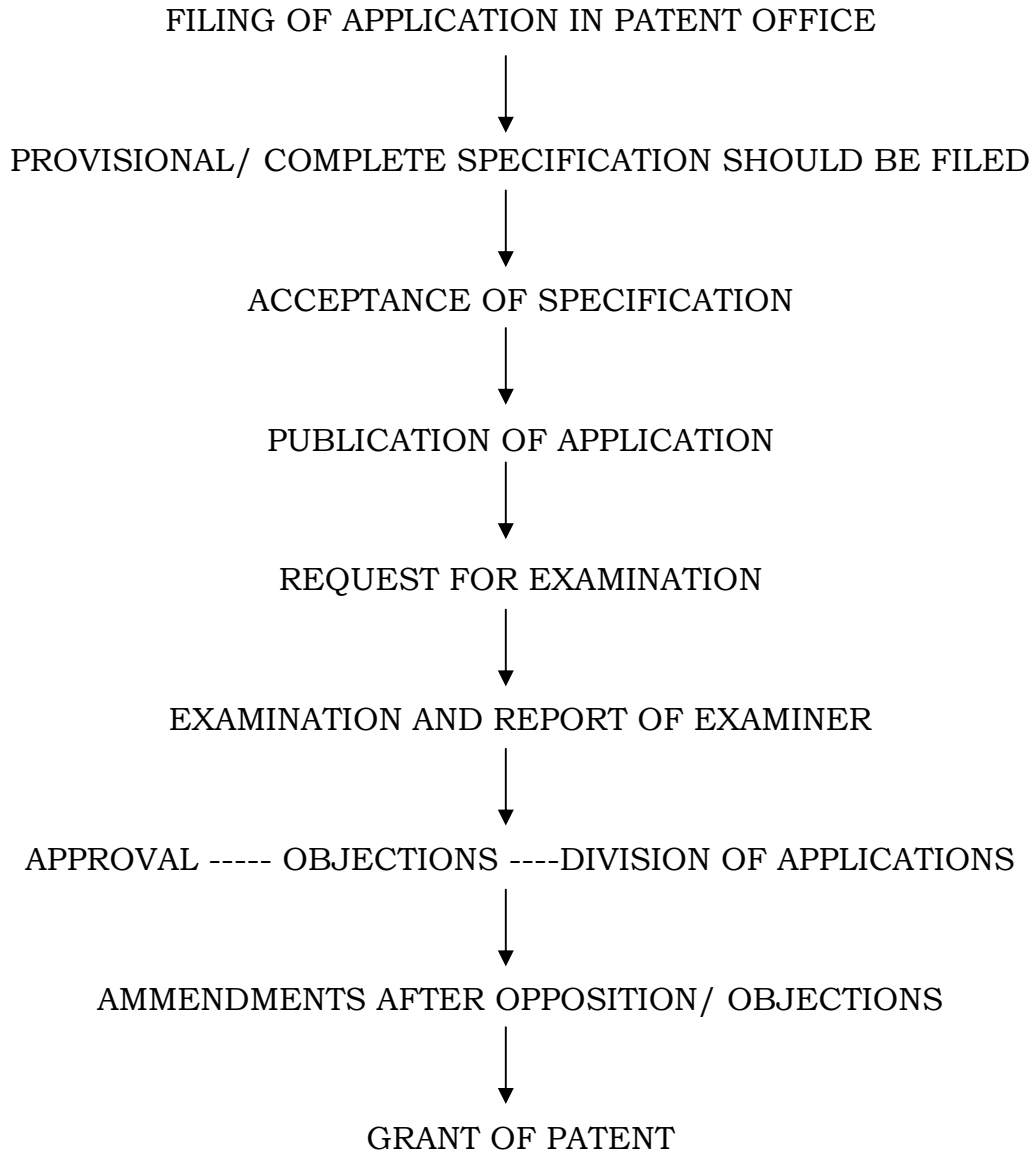 FILING OF APPLICATION IN PATENT OFFICE
PROVISIONAL/ COMPLETE SPECIFICATION SHOULD BE FILED
ACCEPTANCE OF SPECIFICATION
PUBLICATION OF APPLICATION
REQUEST FOR EXAMINATION
EXAMINATION AND REPORT OF EXAMINER
APPROVAL ----- OBJECTIONS ----DIVISION OF APPLICATIONS
AMMENDMENTS AFTER OPPOSITION/ OBJECTIONS
GRANT OF PATENT